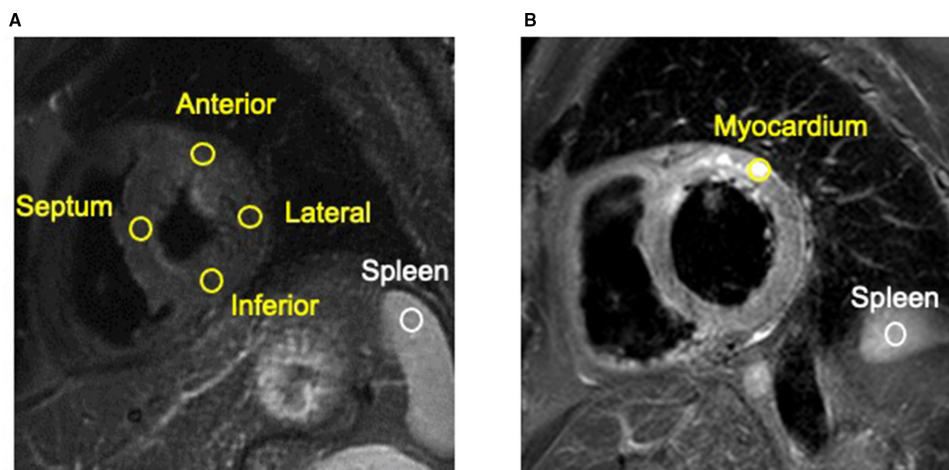 A
Anterior
Septum
Lateral
Spleen
Inferior
B
Myocardium
Spleen